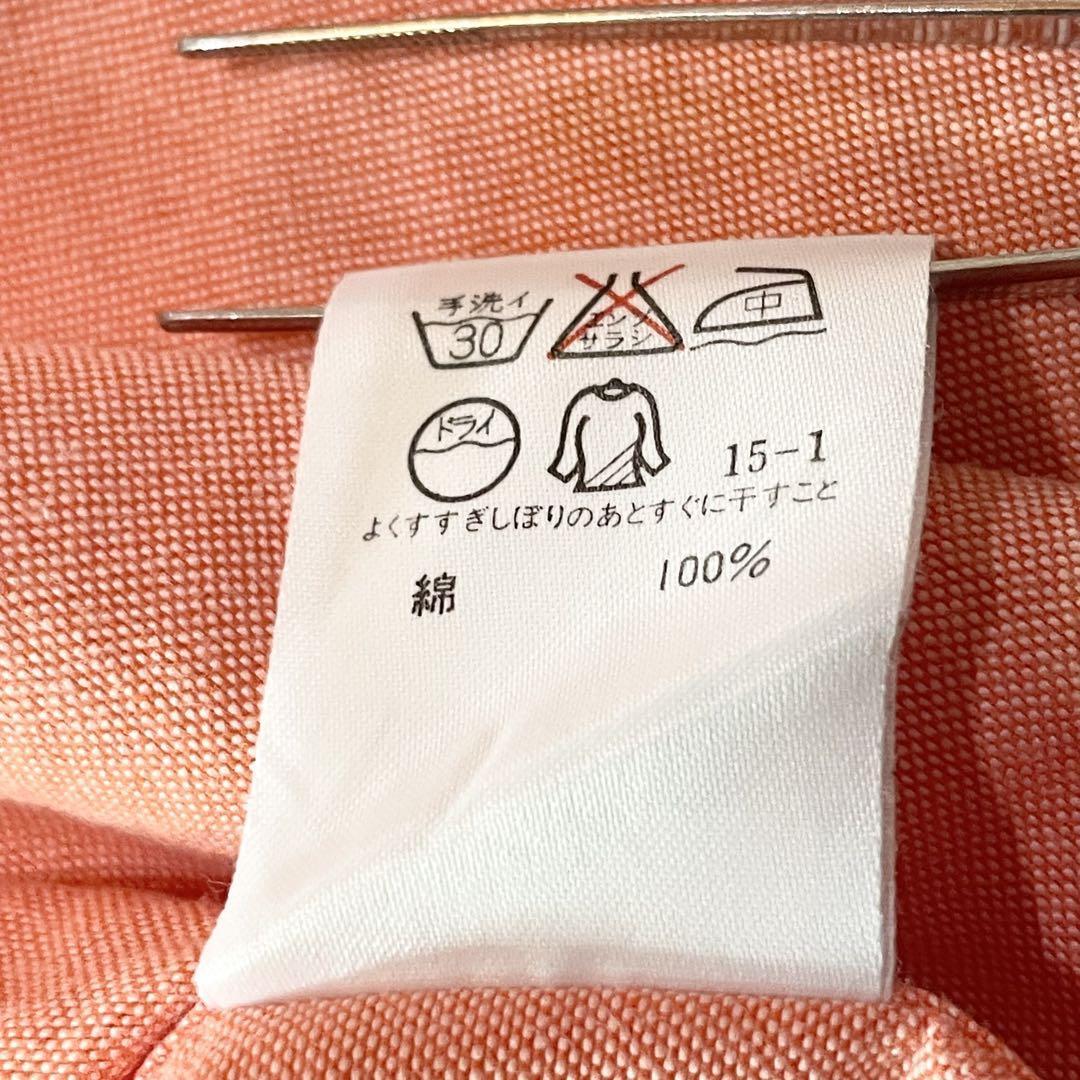 手洗イ
30
エンソ
サラシ
中
ドライ
15-1
よくすすぎしぼりのあとすぐに干すこと
綿 100%